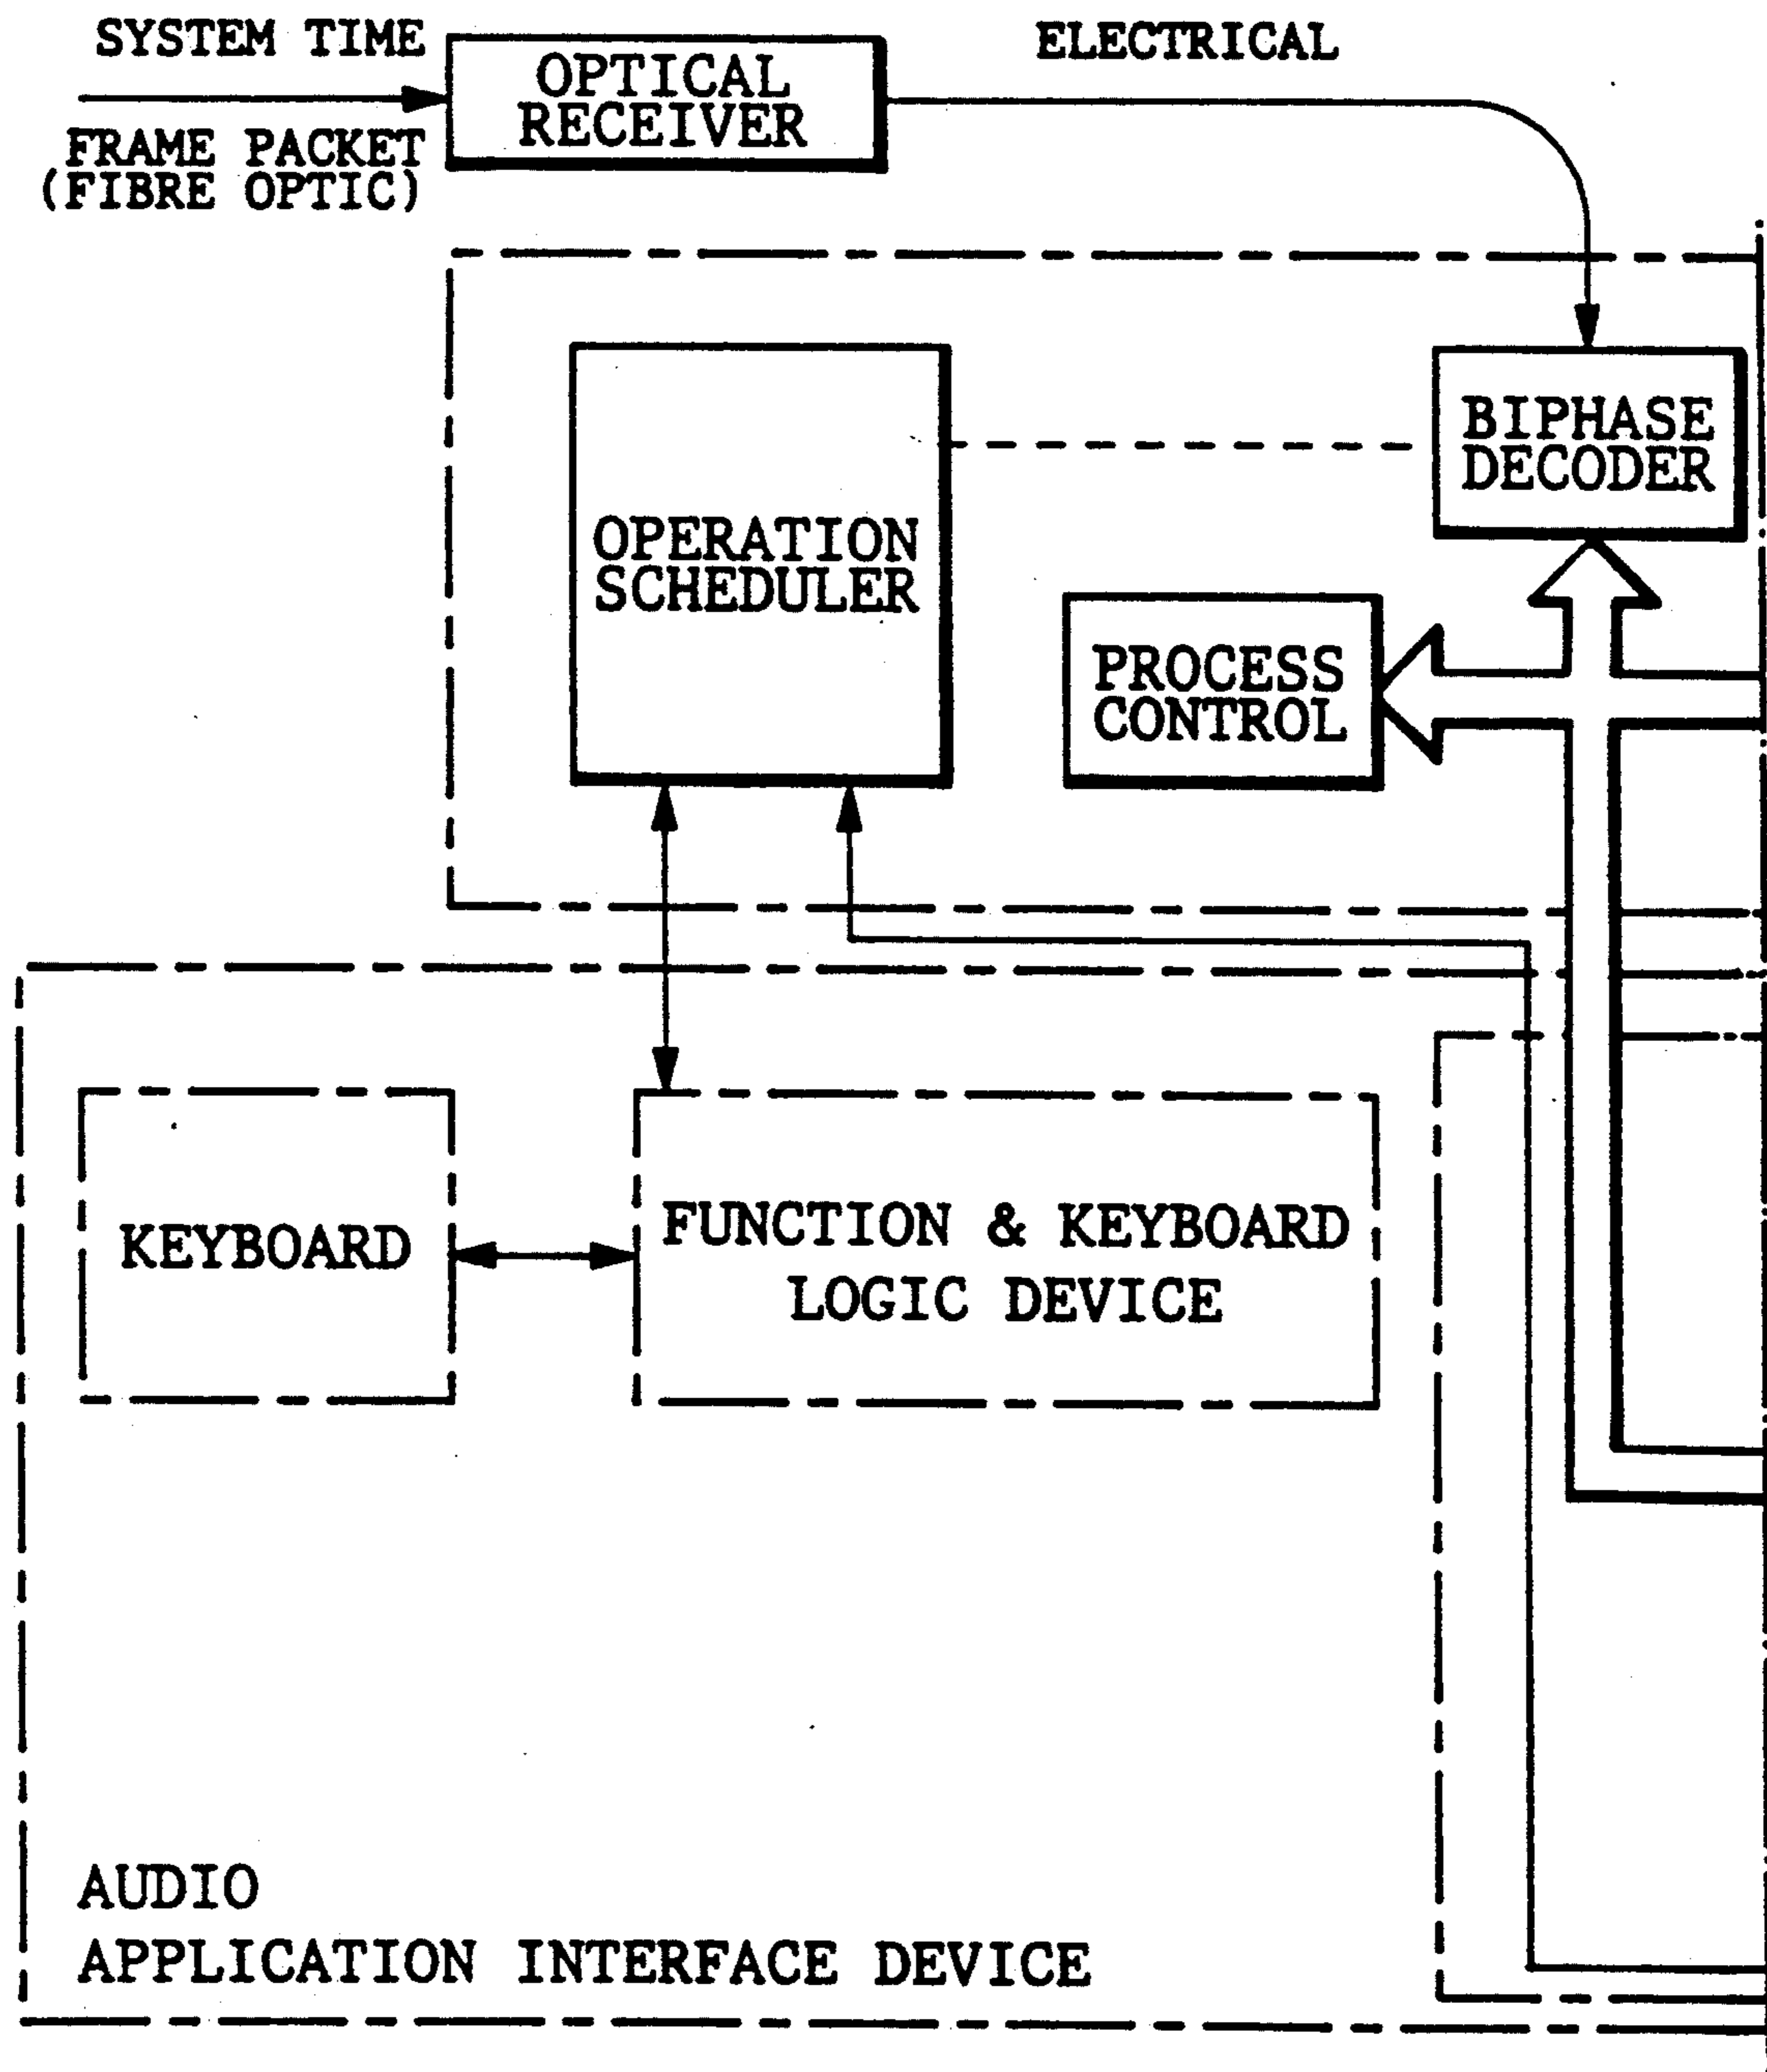 SYSTEM TIME
FRAME PACKET
(FIBRE OPTIC)
OPTICAL
RECEIVER
ELECTRICAL
BIPHASE
DECODER
OPERATION
SCHEDULER
PROCESS
CONTROL
KEYBOARD
FUNCTION & KEYBOARD
LOGIC DEVICE
AUDIO
APPLICATION INTERFACE DEVICE